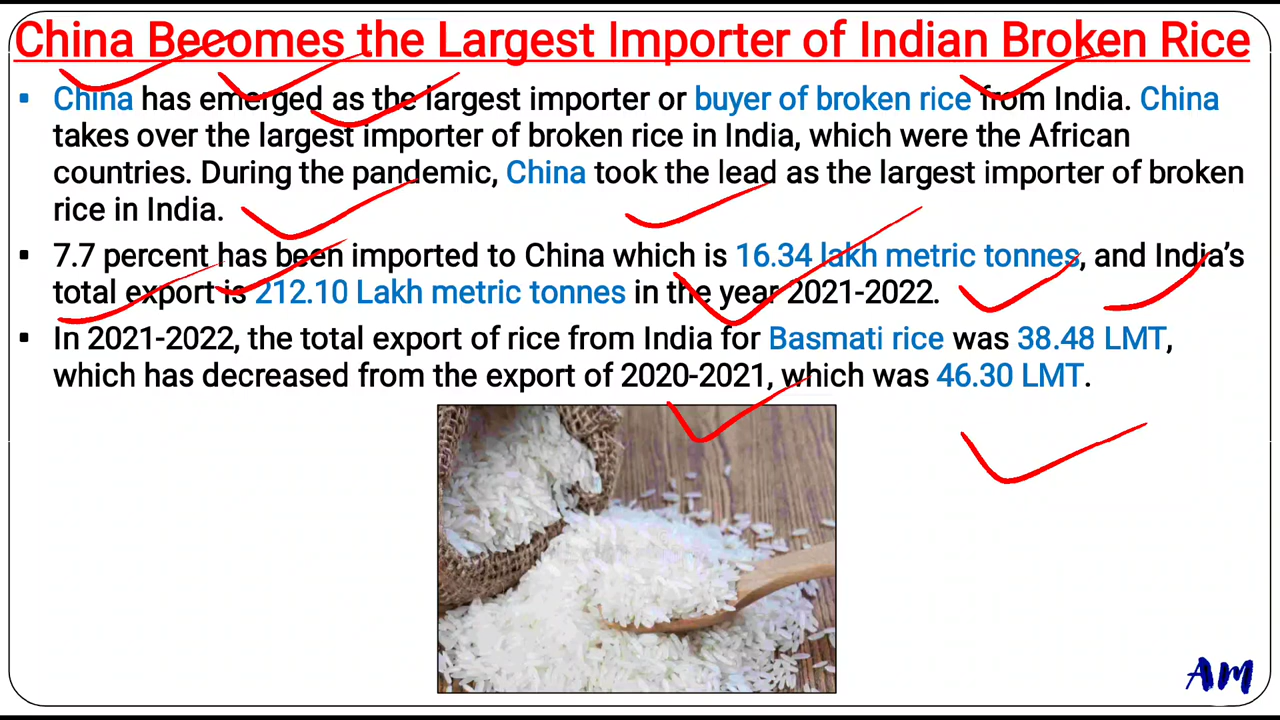 China Becomes the Largest Importer of Indian Broken Rice
▪ China has emerged as the largest importer or buyer of broken rice from India. China
takes over the largest importer of broken rice in India, which were the African
countries. During the pandemic, China took the lead as the largest importer of broken
rice in India.
▪ 7.7 percent has been imported to China which is 16.34 lakh metric tonnes, and India's
total export is 212.10 Lakh metric tonnes in the year 2021-2022.
▪ In 2021-2022, the total export of rice from India for Basmati rice was 38.48 LMT,
which has decreased from the export of 2020-2021, which was 46.30 LMT.
AM